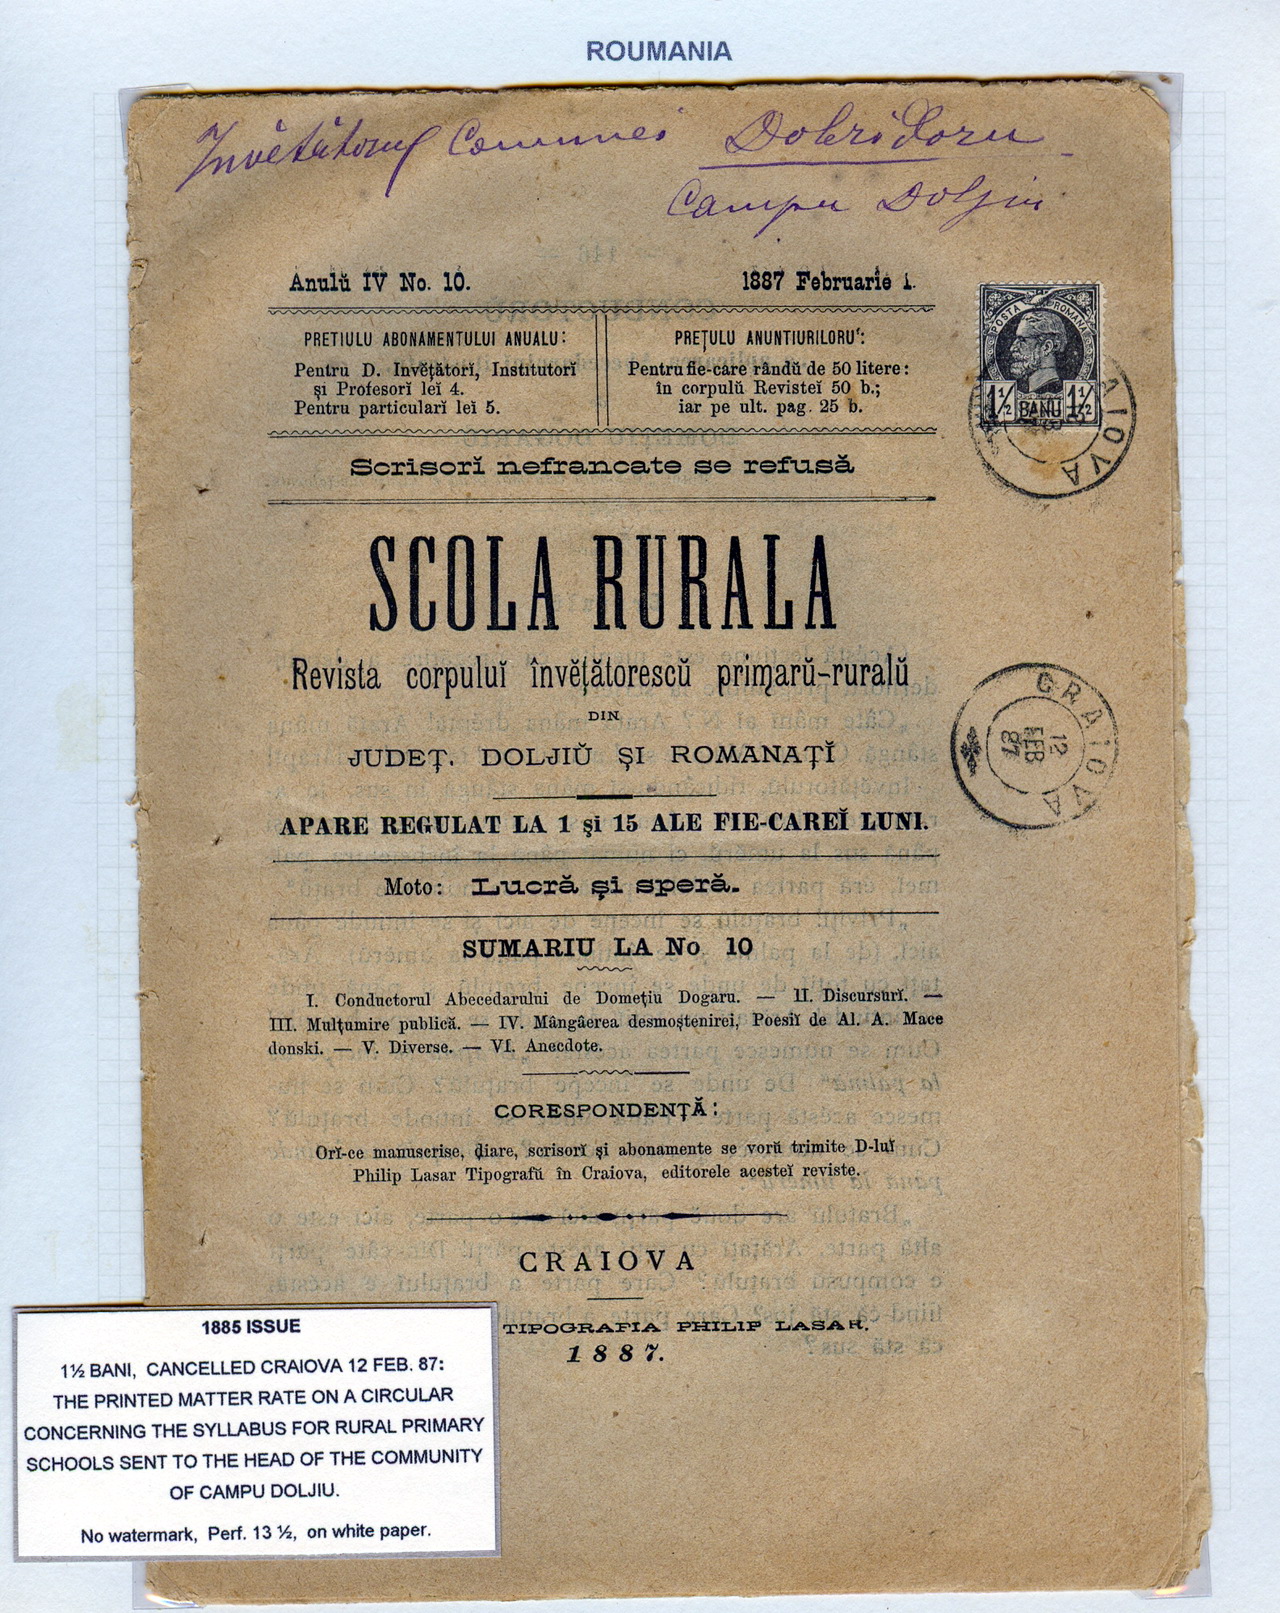 ROUMANIA
Invêtătorul Comunei Dobridoru
Campu Doljiu
Anulŭ IV No. 10.
1887 Februarie 1.
PRETIULU ABONAMENTULUI ANUALU:
Pentru D. Invĕţători, Institutorĭ
şi Profesorĭ leĭ 4.
Pentru particularĭ leĭ 5.
PREŢULU ANUNTIURILORU:
Pentru fie-care rândŭ de 50 litere:
în corpulŭ Revisteĭ 50 b.;
iar pe ult. pag. 25 b.
POSTA ROMANA
1½ BANU 1½
CRAIOVA
Scrisorĭ nefrancate se refusă
SCOLA RURALA
Revista corpuluĭ învĕţătorescŭ primarŭ-ruralŭ
DIN
JUDEŢ. DOLJIŬ ŞI ROMANAŢĬ
CRAIOVA
12
FEB
87
APARE REGULAT LA 1 şi 15 ALE FIE-CAREĬ LUNI.
Moto: Lucră şi speră.
SUMARIU LA No 10
I. Conductorul Abecedarului de Domeţiu Dogaru. — II. Discursurĭ. —
III. Mulţumire publică. — IV. Mângâerea desmoştenirei, Poesiĭ de Al. A. Mace
donski. — V. Diverse. — VI. Anecdote.
CORESPONDENŢĂ:
Orĭ-ce manuscrise, ḑiare, scrisorĭ şi abonamente se vorŭ trimite D-luĭ
Philip Lasar Tipografŭ în Craiova, editorele acesteĭ reviste.
CRAIOVA
TIPOGRAFIA PHILIP LASAR.
1887.
1885 ISSUE
1½ BANI, CANCELLED CRAIOVA 12 FEB. 87:
THE PRINTED MATTER RATE ON A CIRCULAR
CONCERNING THE SYLLABUS FOR RURAL PRIMARY
SCHOOLS SENT TO THE HEAD OF THE COMMUNITY
OF CAMPU DOLJIU.
No watermark, Perf. 13 ½, on white paper.